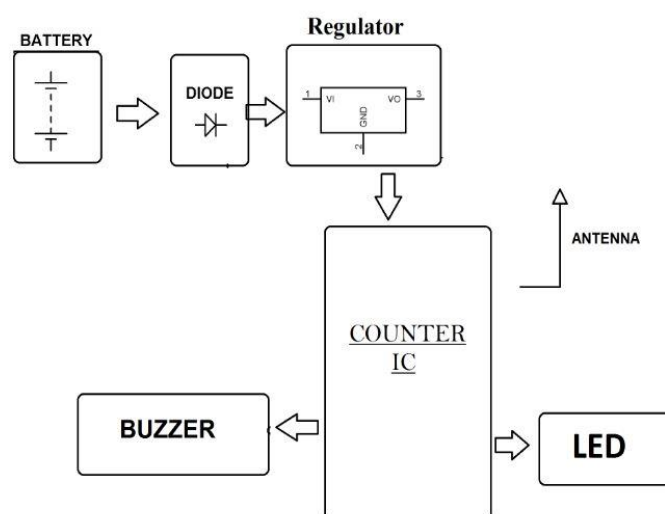 Regulator
BATTERY
DIODE
1
VI
VO
3
GND
2
ANTENNA
COUNTER
IC
BUZZER
LED